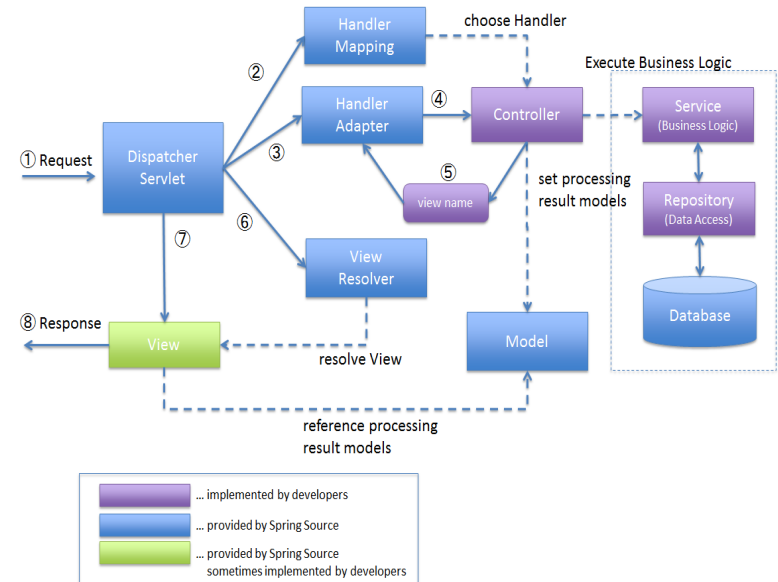 choose Handler
Handler
Mapping
②
Execute Business Logic
Handler
Adapter
④
Controller
Service
(Business Logic)
① Request
Dispatcher
Servlet
③
⑤
view name
set processing
result models
Repository
(Data Access)
⑥
⑦
View
Resolver
Database
⑧ Response
View
resolve View
Model
reference processing
result models
... implemented by developers
... provided by Spring Source
... provided by Spring Source
sometimes implemented by developers